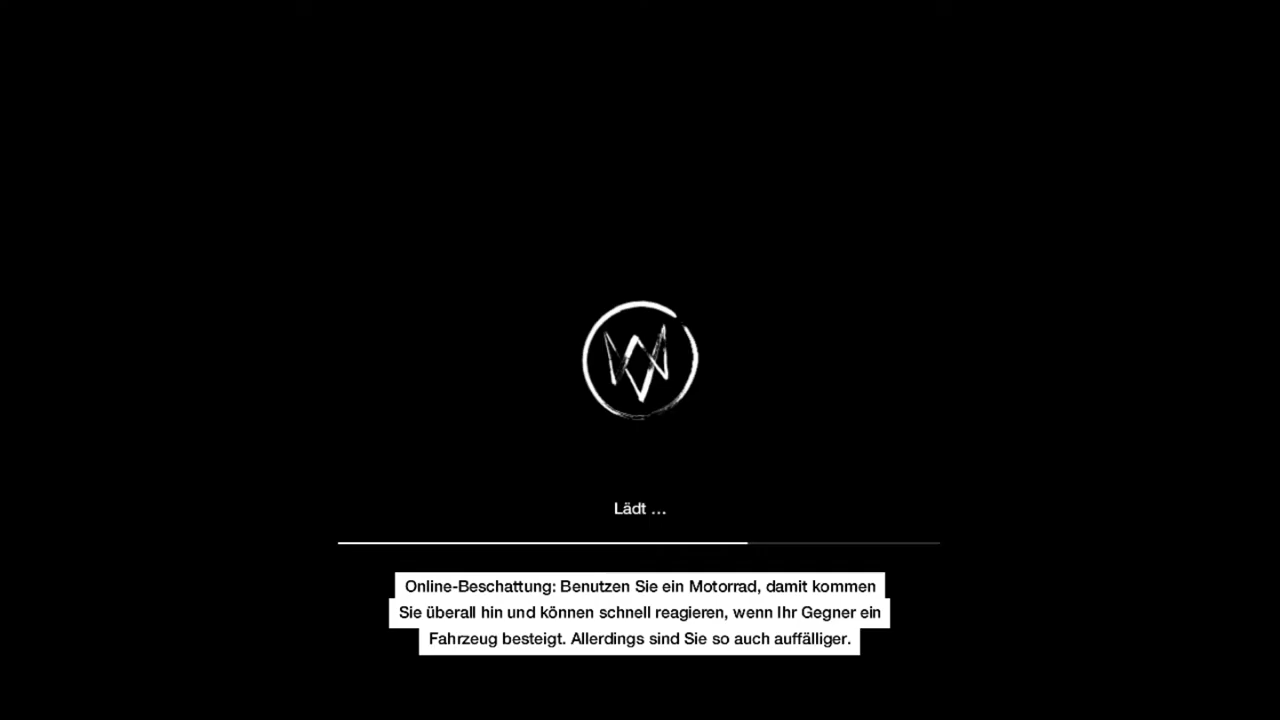 Lädt ...
Online-Beschattung: Benutzen Sie ein Motorrad, damit kommen
Sie überall hin und können schnell reagieren, wenn Ihr Gegner ein
Fahrzeug besteigt. Allerdings sind Sie so auch auffälliger.